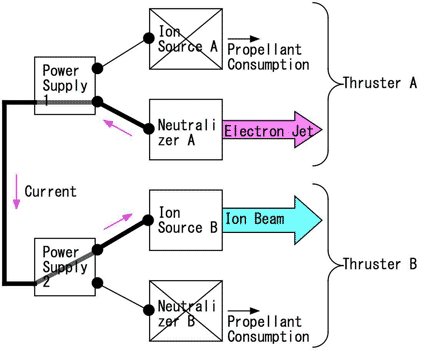 Ion
Source A
Propellant
Consumption
Power
Supply
1
Thruster A
Neutrali
zer A
Electron Jet
Current
Ion
Source B
Ion Beam
Power
Supply
2
Thruster B
Neutrali
zer B
Propellant
Consumption